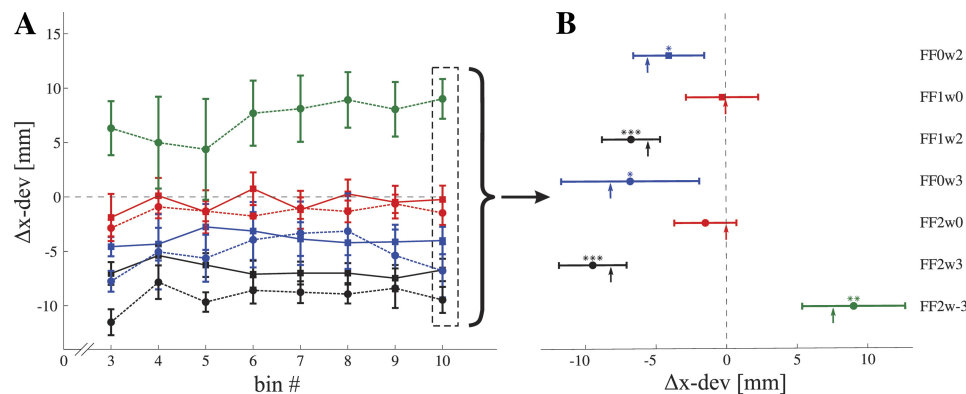 A
Δx-dev [mm]
15
10
5
0
-5
-10
0
3
4
5
6
7
8
9
10
bin #
B
*
FF0w2
FF1w0
***
FF1w2
*
FF0w3
FF2w0
***
FF2w3
**
FF2w-3
-10
-5
0
5
10
Δx-dev [mm]